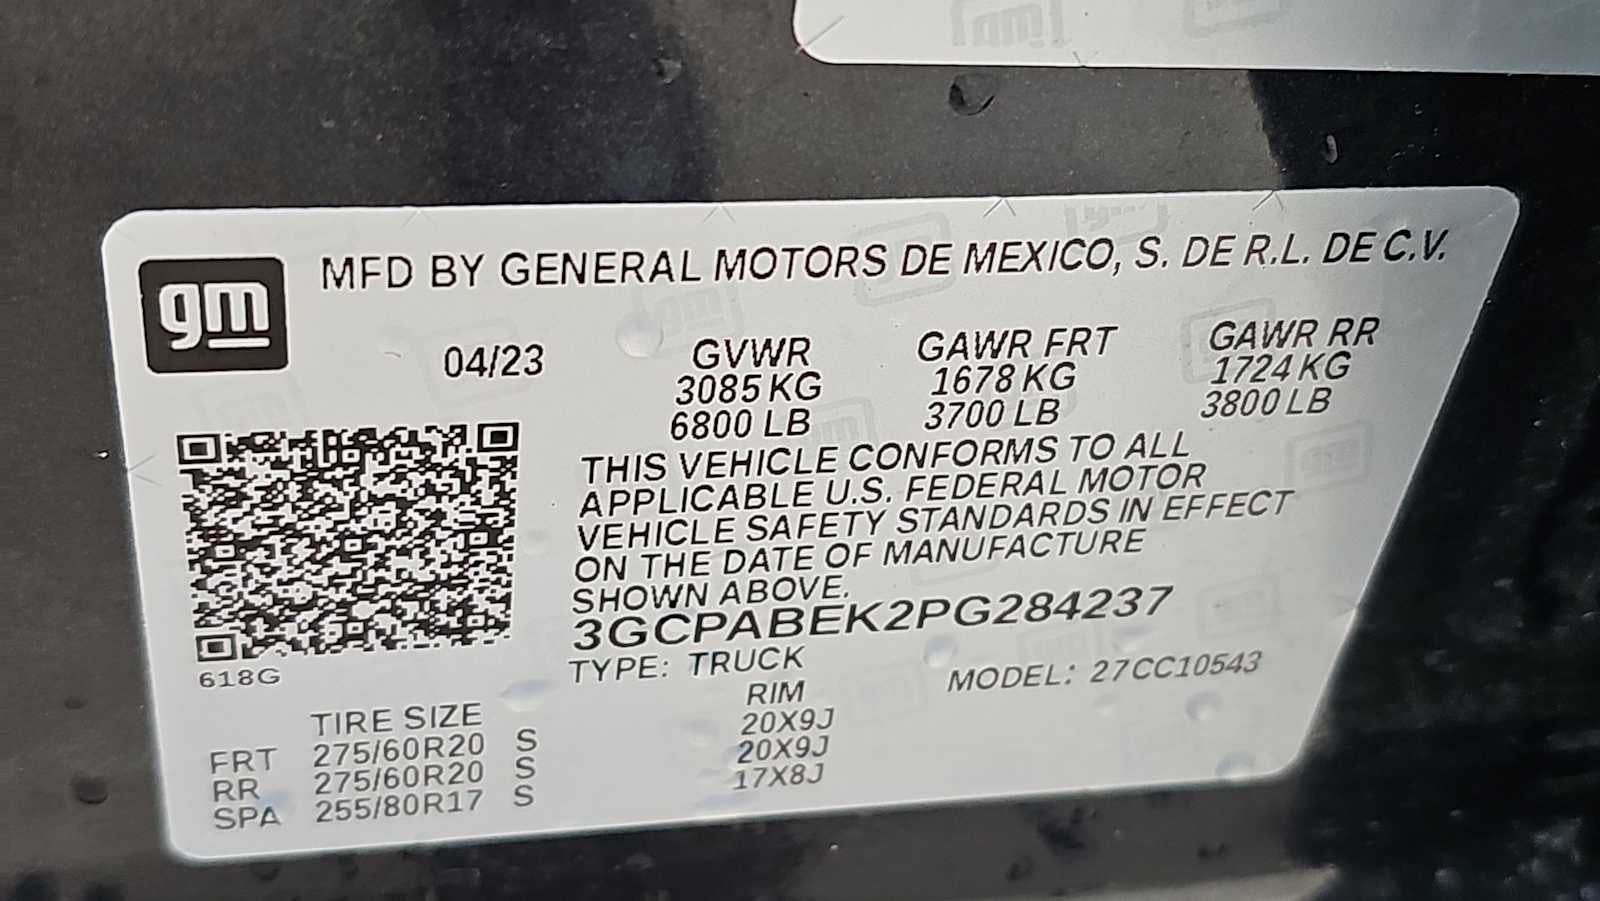 gm
MFD BY GENERAL MOTORS DE MEXICO, S. DE R.L. DE C.V.
04/23 GVWR GAWR FRT GAWR RR
3085 KG 1678 KG 1724 KG
6800 LB 3700 LB 3800 LB
THIS VEHICLE CONFORMS TO ALL
APPLICABLE U.S. FEDERAL MOTOR
VEHICLE SAFETY STANDARDS IN EFFECT
ON THE DATE OF MANUFACTURE
SHOWN ABOVE.
3GCPABEK2PG284237
618G
TYPE: TRUCK MODEL: 27CC10543
TIRE SIZE RIM
FRT 275/60R20 S 20X9J
RR 275/60R20 S 20X9J
SPA 255/80R17 S 17X8J